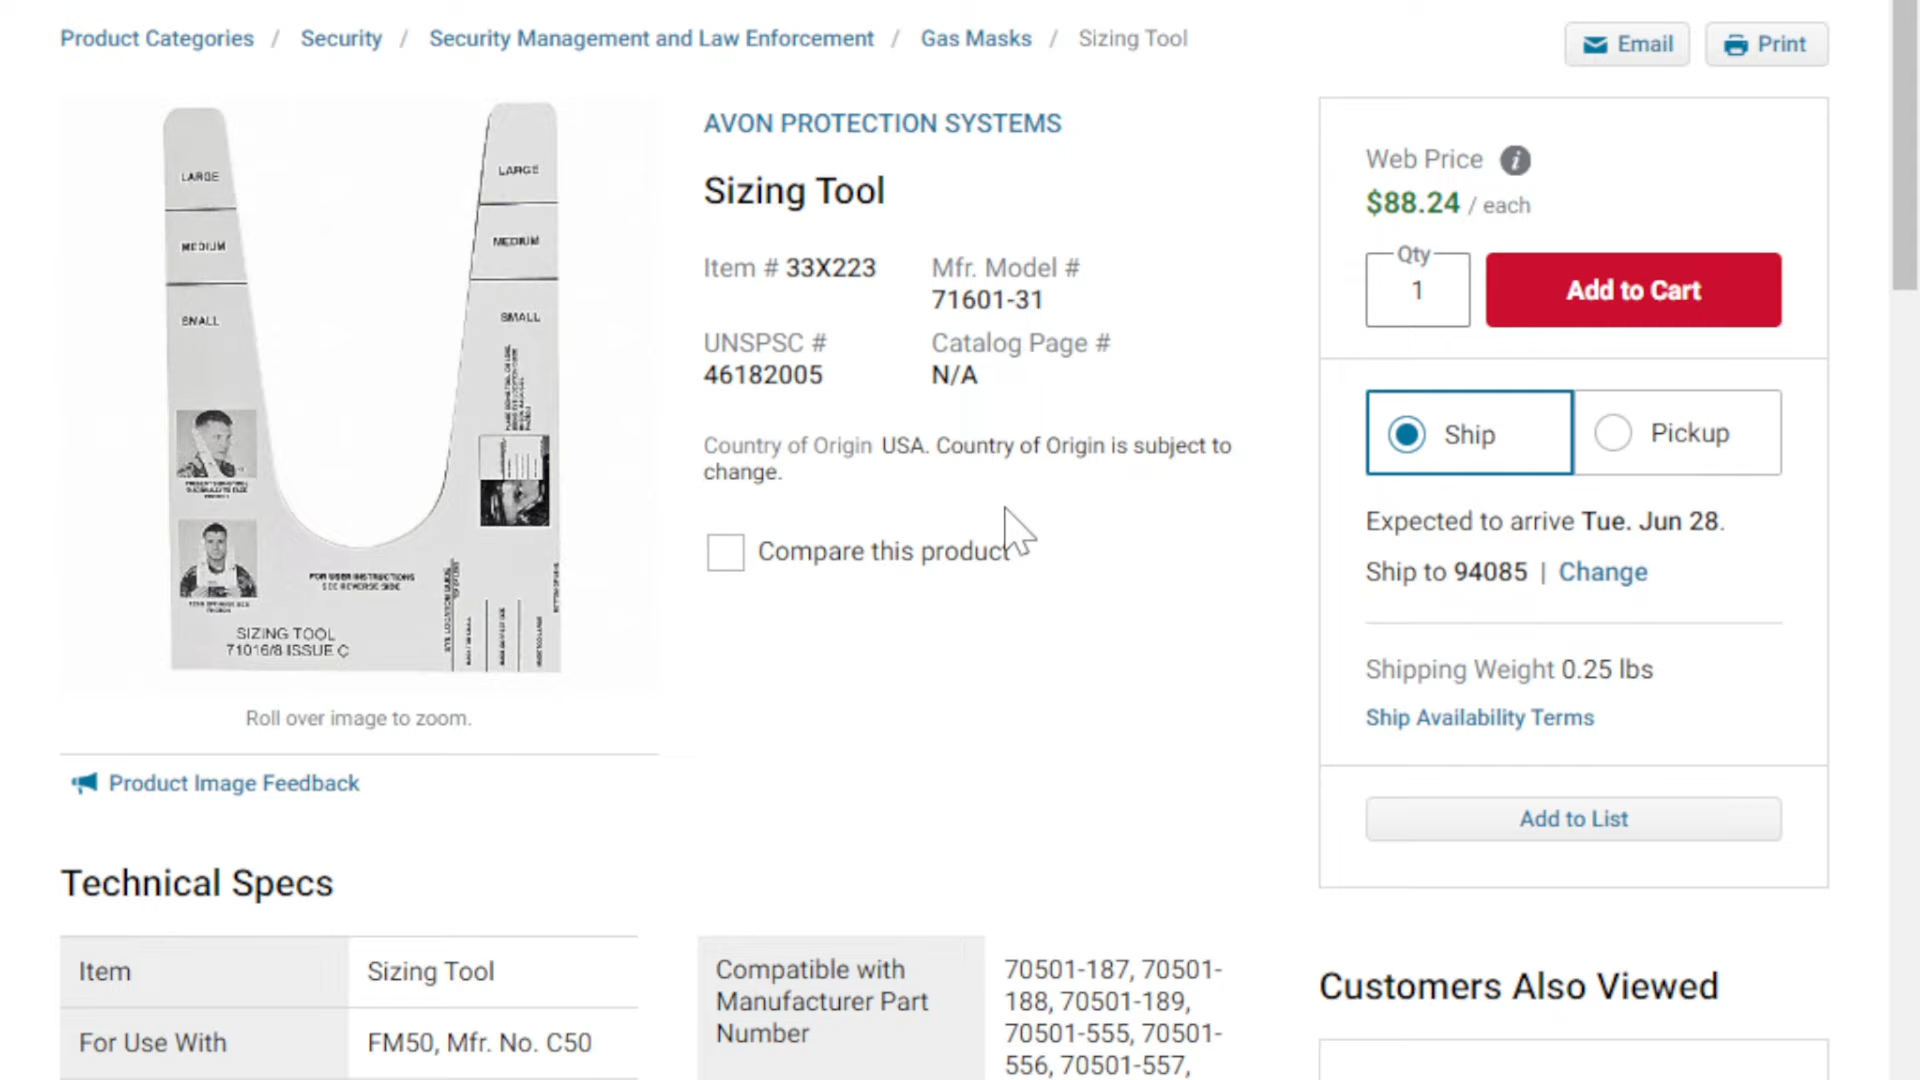 Product Categories / Security / Security Management and Law Enforcement / Gas Masks / Sizing Tool
Email
Print
LARGE
MEDIUM
SMALL
LARGE
MEDIUM
SMALL
FOR USER INSTRUCTIONS
SEE REVERSE SIDE
SIZING TOOL
71016/8 ISSUE C
Roll over image to zoom.
Product Image Feedback
AVON PROTECTION SYSTEMS
Sizing Tool
Item # 33X223
Mfr. Model #
71601-31
UNSPSC #
46182005
Catalog Page #
N/A
Country of Origin USA. Country of Origin is subject to
change.
Compare this product
Web Price i
$88.24 / each
Qty
1
Add to Cart
Ship
Pickup
Expected to arrive Tue. Jun 28.
Ship to 94085 | Change
Shipping Weight 0.25 lbs
Ship Availability Terms
Add to List
Technical Specs
Item
Sizing Tool
For Use With
FM50, Mfr. No. C50
Compatible with
Manufacturer Part
Number
70501-187, 70501-
188, 70501-189,
70501-555, 70501-
556, 70501-557,
Customers Also Viewed